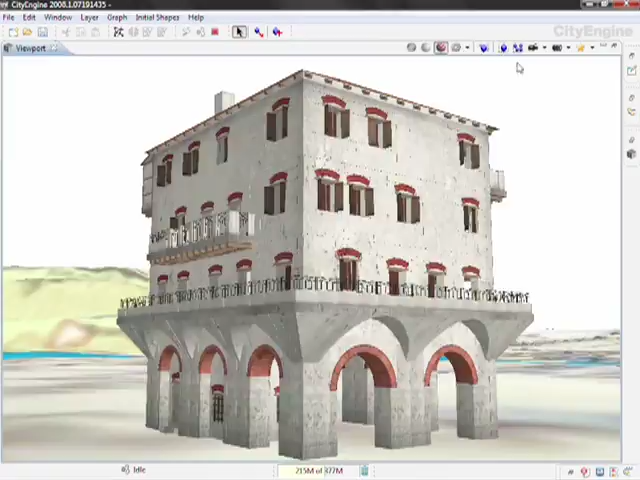 CityEngine 2008.1.07191435 -
File Edit Window Layer Graph Initial Shapes Help
CityEngine
Viewport
Idle
215M of 377M